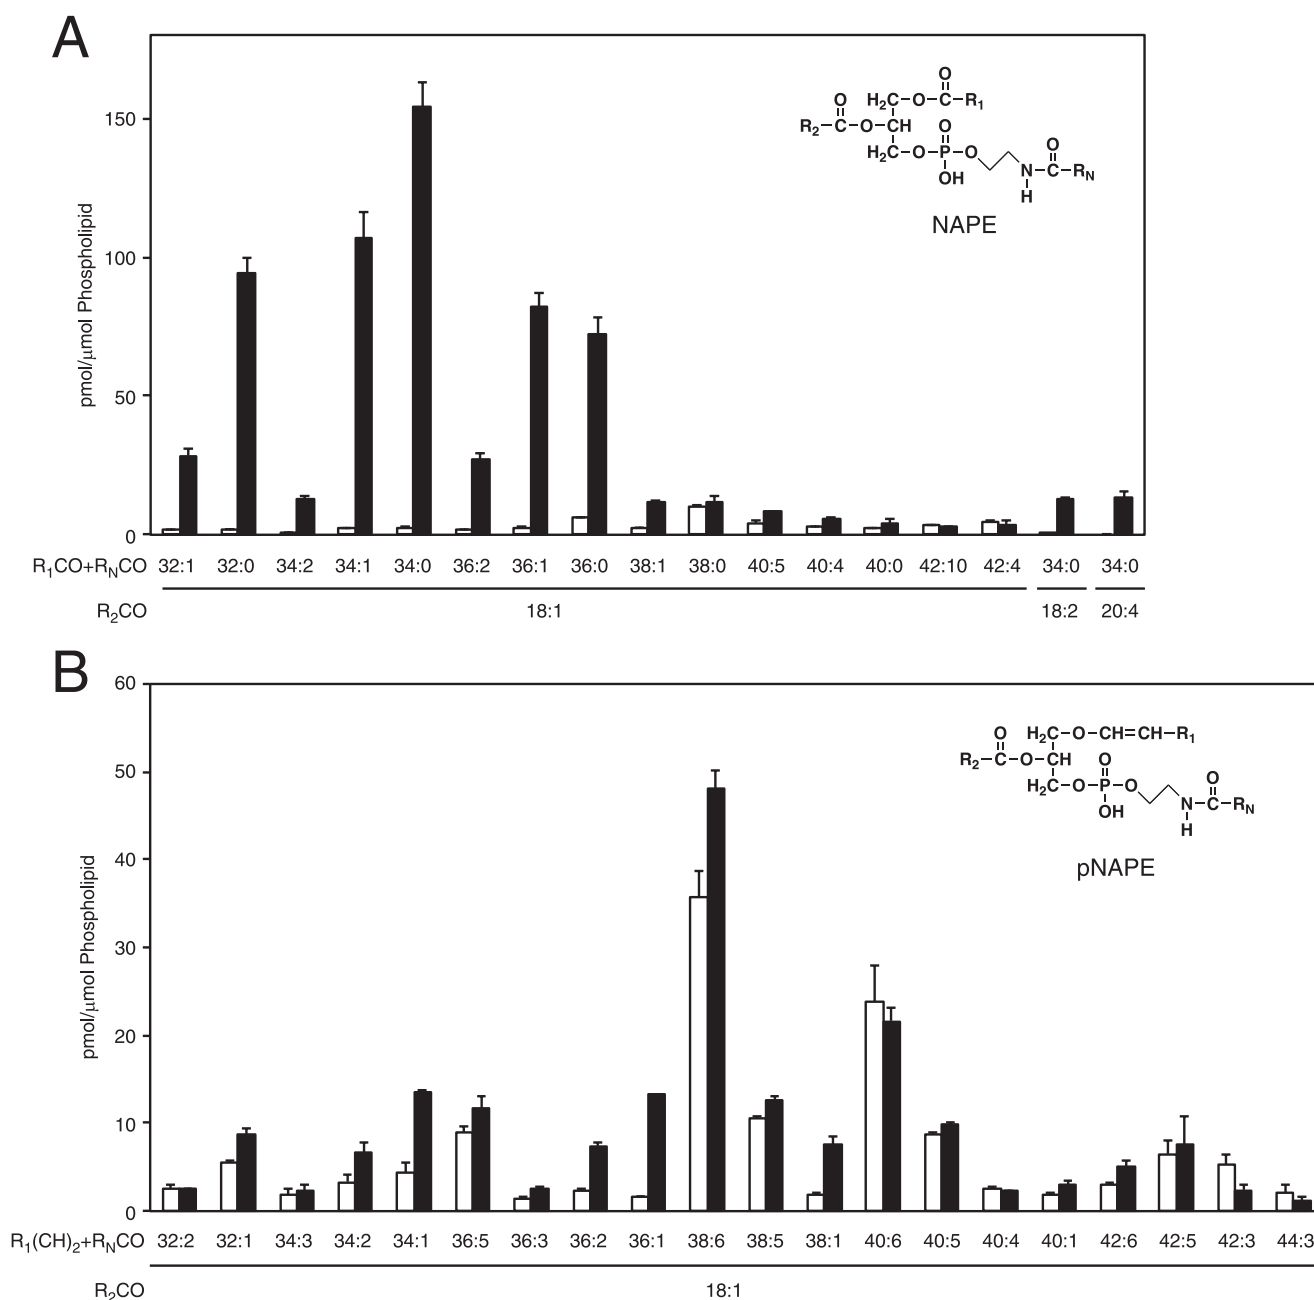 A
pmol/μmol Phospholipid
150
100
50
0
O
H₂C–O–C–R₁
O
R₂–C–O–CH
O
H₂C–O–P–O
OH
N–C–R_N
O
H
NAPE
R₁CO+R_NCO 32:1 32:0 34:2 34:1 34:0 36:2 36:1 36:0 38:1 38:0 40:5 40:4 40:0 42:10 42:4 34:0 34:0
R₂CO 18:1 18:2 20:4
B
pmol/μmol Phospholipid
60
50
40
30
20
10
0
H₂C–O–CH=CH–R₁
O
R₂–C–O–CH
O
H₂C–O–P–O
OH
N–C–R_N
O
H
pNAPE
R₁(CH)₂+R_NCO 32:2 32:1 34:3 34:2 34:1 36:5 36:3 36:2 36:1 38:6 38:5 38:1 40:6 40:5 40:4 40:1 42:6 42:5 42:3 44:3
R₂CO 18:1